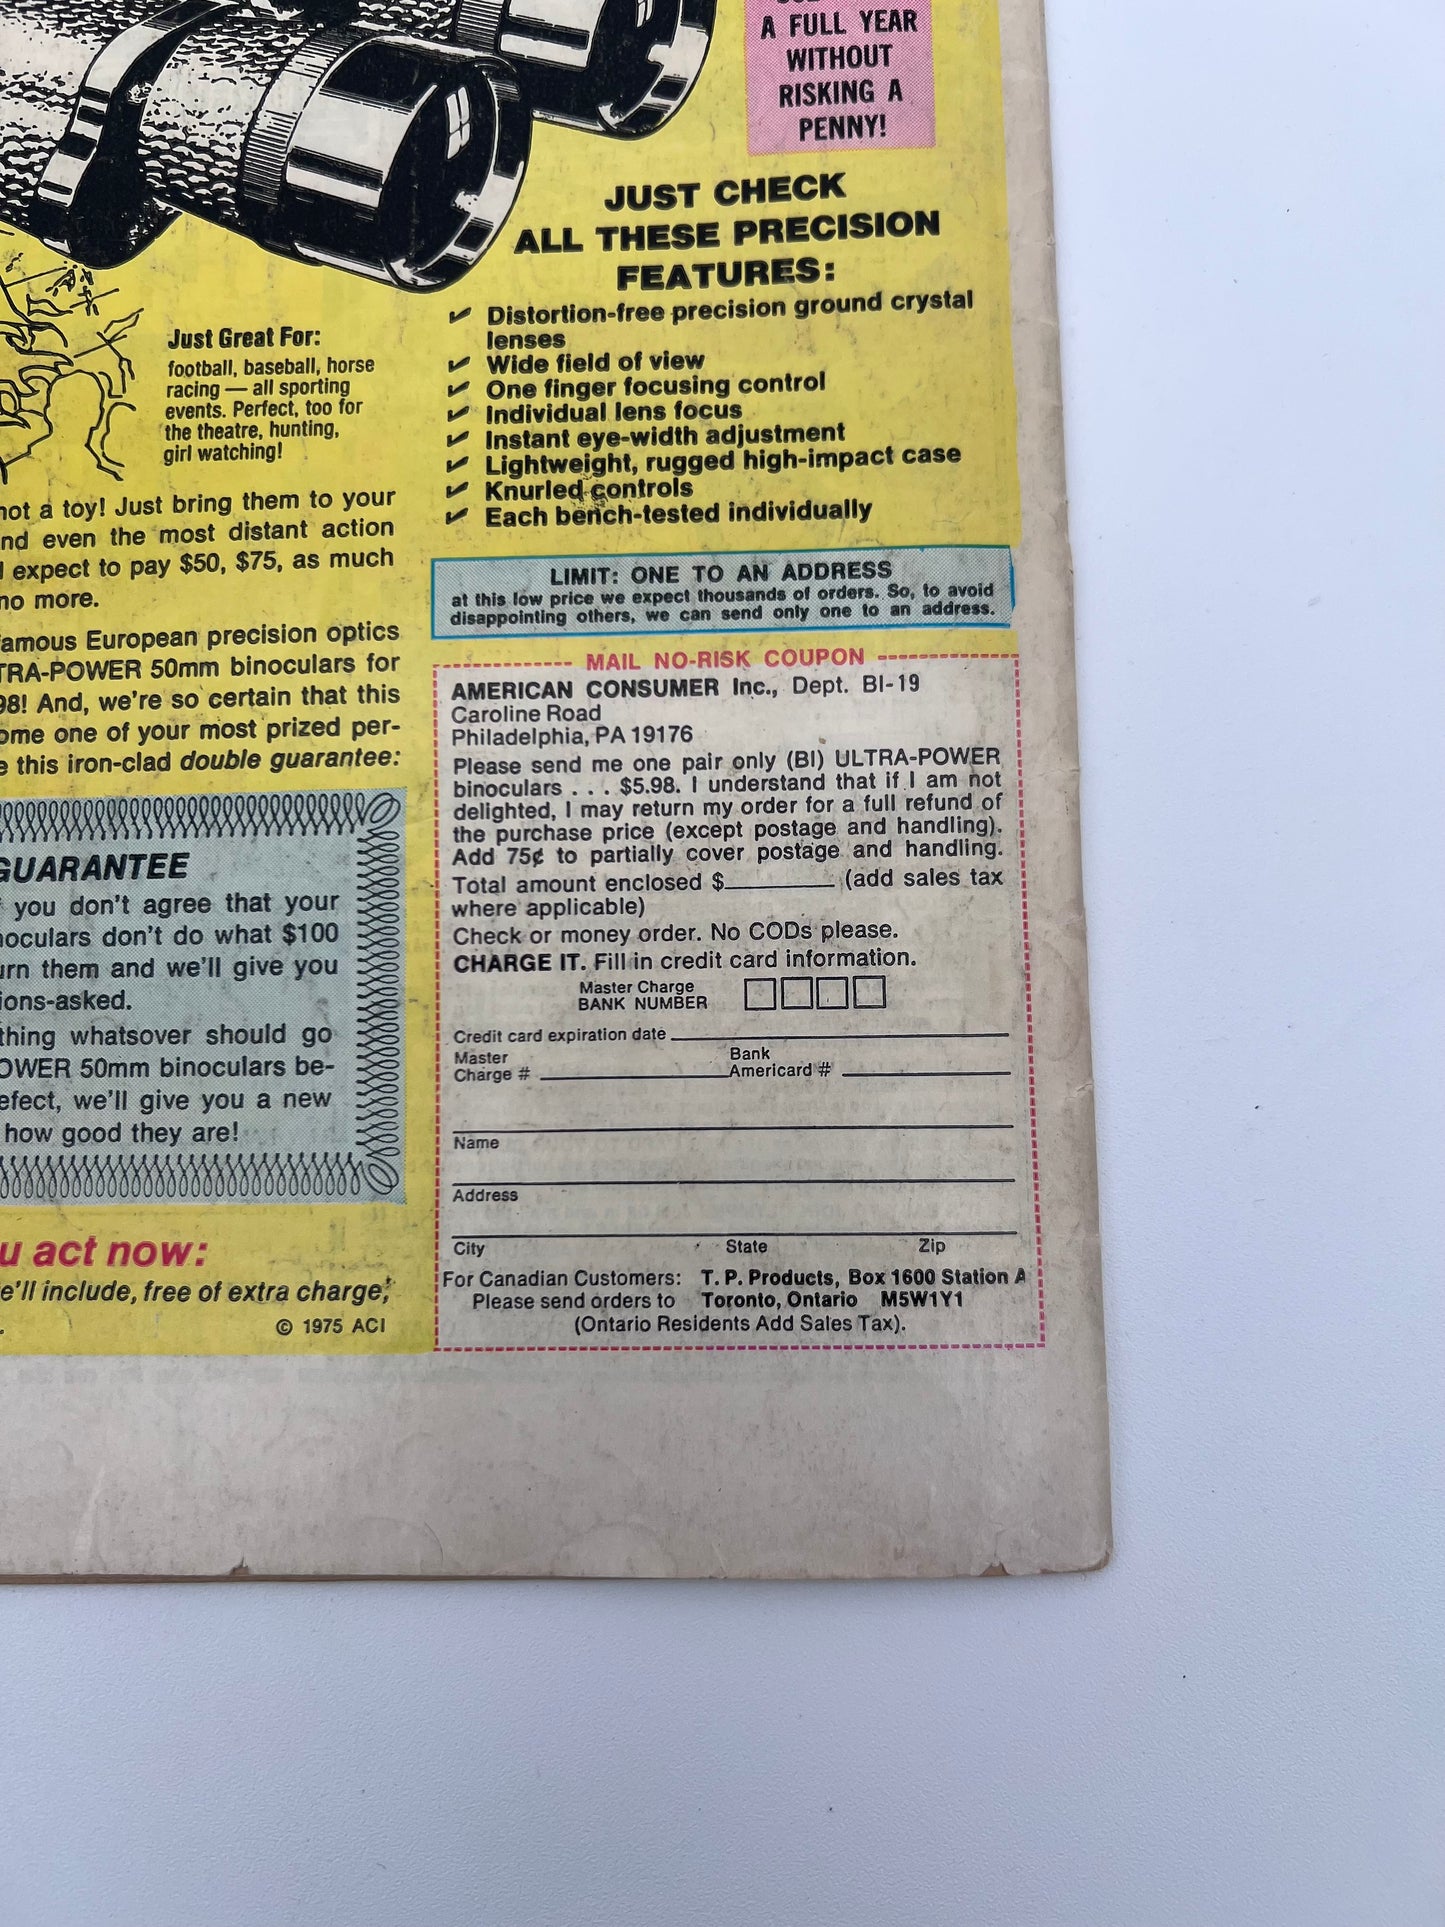 A FULL YEAR
WITHOUT
RISKING A
PENNY!
JUST CHECK
ALL THESE PRECISION
FEATURES:
✓ Distortion-free precision ground crystal
lenses
✓ Wide field of view
✓ One finger focusing control
✓ Individual lens focus
✓ Instant eye-width adjustment
✓ Lightweight, rugged high-impact case
✓ Knurled controls
✓ Each bench-tested individually
Just Great For:
football, baseball, horse
racing — all sporting
events. Perfect, too for
the theatre, hunting,
girl watching!
not a toy! Just bring them to your
even the most distant action
expect to pay $50, $75, as much
no more.
famous European precision optics
TRA-POWER 50mm binoculars for
98! And, we're so certain that this
ome one of your most prized per-
this iron-clad double guarantee:
GUARANTEE
you don't agree that your
noculars don't do what $100
urn them and we'll give you
ions-asked.
thing whatsover should go
OWER 50mm binoculars be-
efect, we'll give you a new
how good they are!
u act now:
e'll include, free of extra charge,
© 1975 ACI
LIMIT: ONE TO AN ADDRESS
at this low price we expect thousands of orders. So, to avoid
disappointing others, we can send only one to an address.
MAIL NO-RISK COUPON
AMERICAN CONSUMER Inc., Dept. BI-19
Caroline Road
Philadelphia, PA 19176
Please send me one pair only (BI) ULTRA-POWER
binoculars . . . $5.98. I understand that if I am not
delighted, I may return my order for a full refund of
the purchase price (except postage and handling).
Add 75¢ to partially cover postage and handling.
Total amount enclosed $________ (add sales tax
where applicable)
Check or money order. No CODs please.
CHARGE IT. Fill in credit card information.
Master Charge
BANK NUMBER
Credit card expiration date
Master Bank
Charge # Americard #
Name
Address
City State Zip
For Canadian Customers: T. P. Products, Box 1600 Station A
Please send orders to Toronto, Ontario M5W1Y1
(Ontario Residents Add Sales Tax).